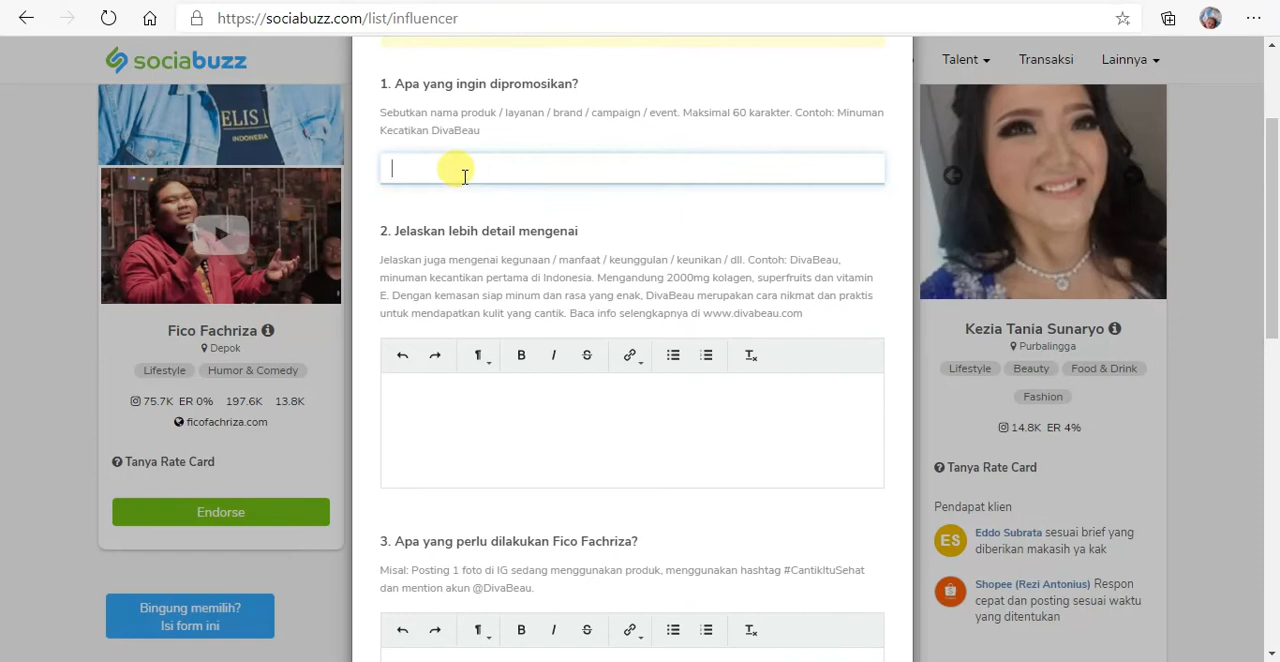 https://sociabuzz.com/list/influencer
sociabuzz
Talent
Transaksi
Lainnya
1. Apa yang ingin dipromosikan?
Sebutkan nama produk / layanan / brand / campaign / event. Maksimal 60 karakter. Contoh: Minuman
Kecatikan DivaBeau
2. Jelaskan lebih detail mengenai
Jelaskan juga mengenai kegunaan / manfaat / keunggulan / keunikan / dll. Contoh: DivaBeau,
minuman kecantikan pertama di Indonesia. Mengandung 2000mg kolagen, superfruits dan vitamin
E. Dengan kemasan siap minum dan rasa yang enak, DivaBeau merupakan cara nikmat dan praktis
untuk mendapatkan kulit yang cantik. Baca info selengkapnya di www.divabeau.com
3. Apa yang perlu dilakukan Fico Fachriza?
Misal: Posting 1 foto di IG sedang menggunakan produk, menggunakan hashtag #CantikItuSehat
dan mention akun @DivaBeau.
ELIS I
INDONESIA
Fico Fachriza
Depok
Lifestyle
Humor & Comedy
75.7K ER 0% 197.6K 13.8K
ficofachriza.com
Tanya Rate Card
Endorse
Bingung memilih?
Isi form ini
Kezia Tania Sunaryo
Purbalingga
Lifestyle
Beauty
Food & Drink
Fashion
14.8K ER 4%
Tanya Rate Card
Pendapat klien
ES
Eddo Subrata sesuai brief yang
diberikan makasih ya kak
Shopee (Rezi Antonius) Respon
cepat dan posting sesuai waktu
yang ditentukan